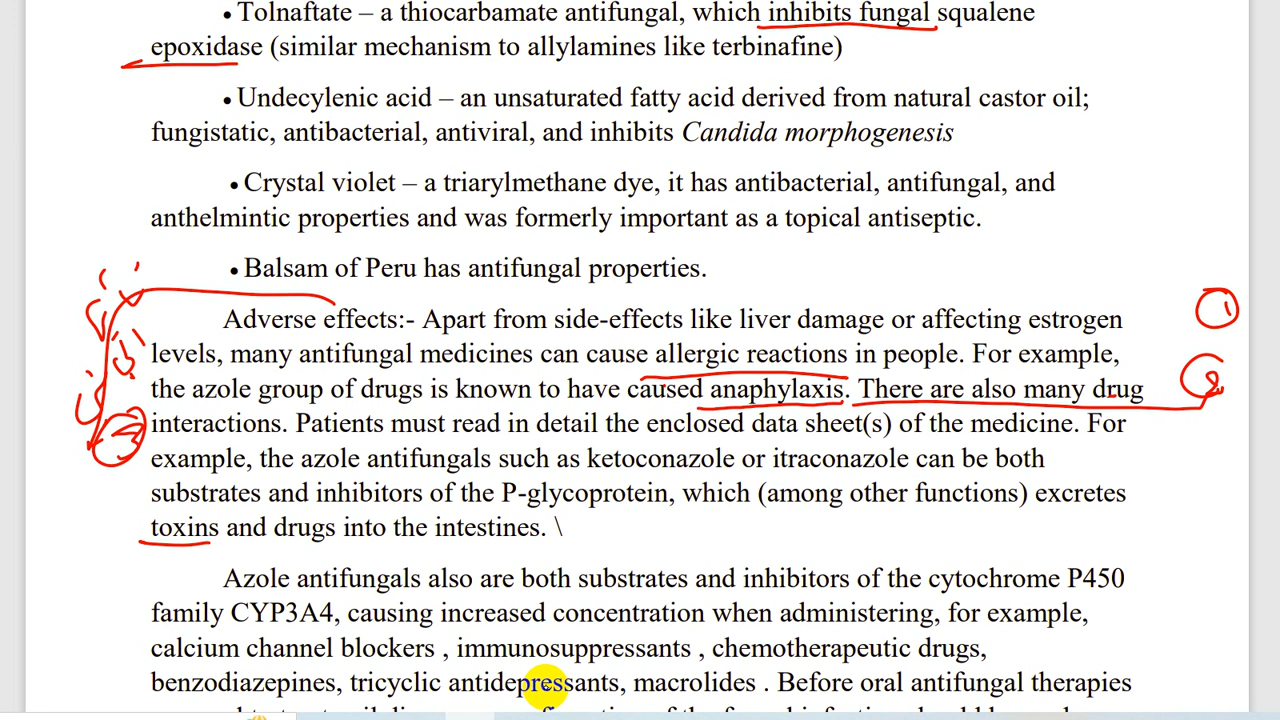 • Tolnaftate – a thiocarbamate antifungal, which inhibits fungal squalene
epoxidase (similar mechanism to allylamines like terbinafine)
• Undecylenic acid – an unsaturated fatty acid derived from natural castor oil;
fungistatic, antibacterial, antiviral, and inhibits Candida morphogenesis
• Crystal violet – a triarylmethane dye, it has antibacterial, antifungal, and
anthelmintic properties and was formerly important as a topical antiseptic.
• Balsam of Peru has antifungal properties.
Adverse effects:- Apart from side-effects like liver damage or affecting estrogen
levels, many antifungal medicines can cause allergic reactions in people. For example,
the azole group of drugs is known to have caused anaphylaxis. There are also many drug
interactions. Patients must read in detail the enclosed data sheet(s) of the medicine. For
example, the azole antifungals such as ketoconazole or itraconazole can be both
substrates and inhibitors of the P-glycoprotein, which (among other functions) excretes
toxins and drugs into the intestines. \
Azole antifungals also are both substrates and inhibitors of the cytochrome P450
family CYP3A4, causing increased concentration when administering, for example,
calcium channel blockers , immunosuppressants , chemotherapeutic drugs,
benzodiazepines, tricyclic antidepressants, macrolides . Before oral antifungal therapies
1
2
3